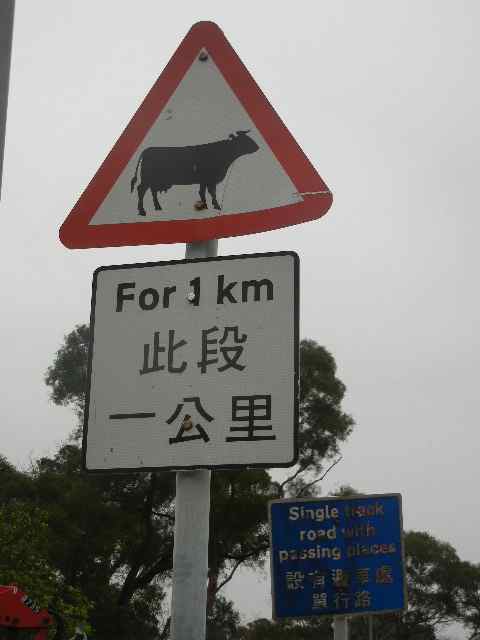 For 1 km
此段
一公里
Single track
road with
passing places
設有避車處
單行路